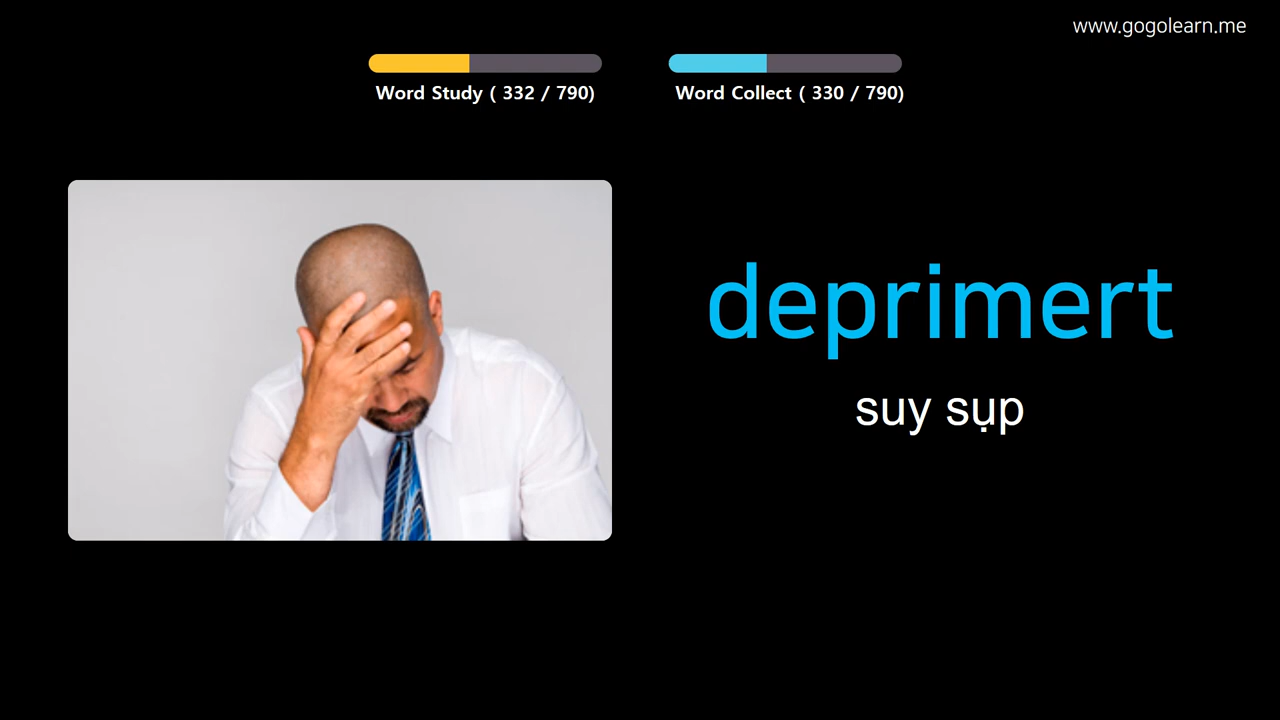 www.gogolearn.me
Word Study ( 332 / 790)
Word Collect ( 330 / 790)
deprimert
suy sụp